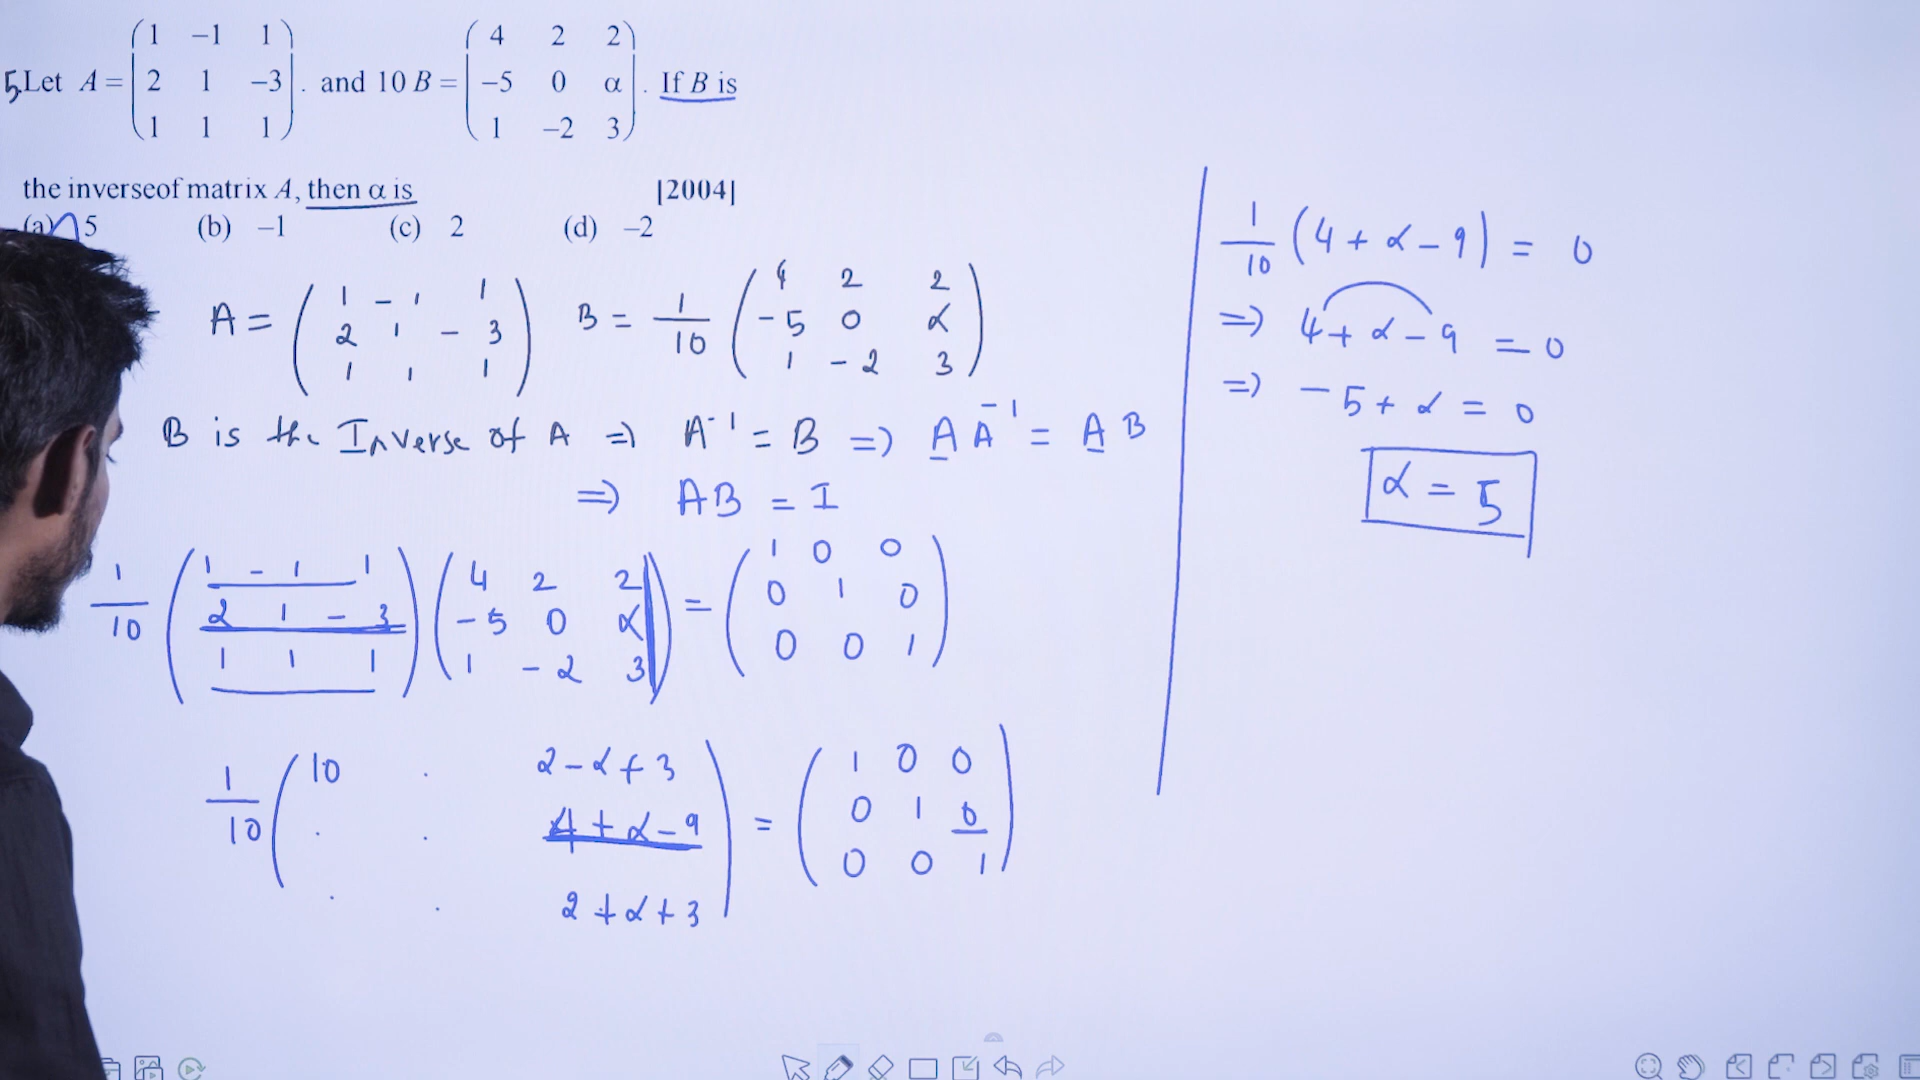 5. Let A = ( 1 −1 1 ; 2 1 −3 ; 1 1 1 ) . and 10 B = ( 4 2 2 ; −5 0 α ; 1 −2 3 ) . If B is
the inverseof matrix A, then α is [2004]
(a) 5 (b) −1 (c) 2 (d) −2
A = ( 1 -1 1 ; 2 1 -3 ; 1 1 1 ) B = 1/10 ( 4 2 2 ; -5 0 α ; 1 -2 3 )
B is the Inverse of A ⇒ A⁻¹ = B ⇒ A A⁻¹ = A B
⇒ AB = I
1/10 ( 1 -1 1 ; 2 1 -3 ; 1 1 1 ) ( 4 2 2 ; -5 0 α ; 1 -2 3 ) = ( 1 0 0 ; 0 1 0 ; 0 0 1 )
1/10 ( 10 . 2-α+3 ; . . 4+α-9 ; . . 2+α+3 ) = ( 1 0 0 ; 0 1 0 ; 0 0 1 )
1/10 (4 + α - 9) = 0
⇒ 4 + α - 9 = 0
⇒ -5 + α = 0
α = 5